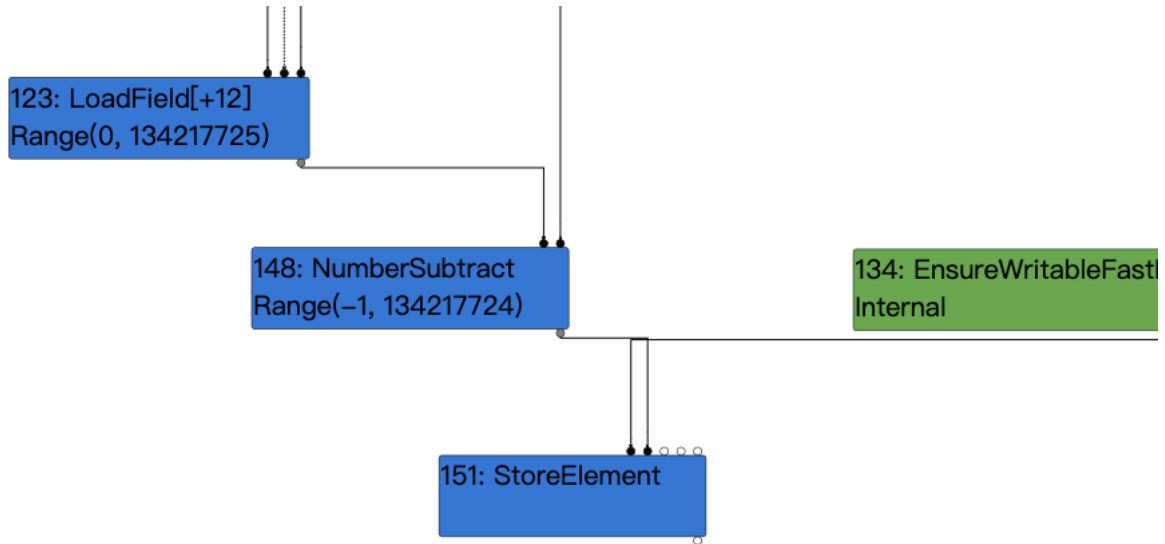 123: LoadField[+12]
Range(0, 134217725)
148: NumberSubtract
Range(-1, 134217724)
134: EnsureWritableFast
Internal
151: StoreElement